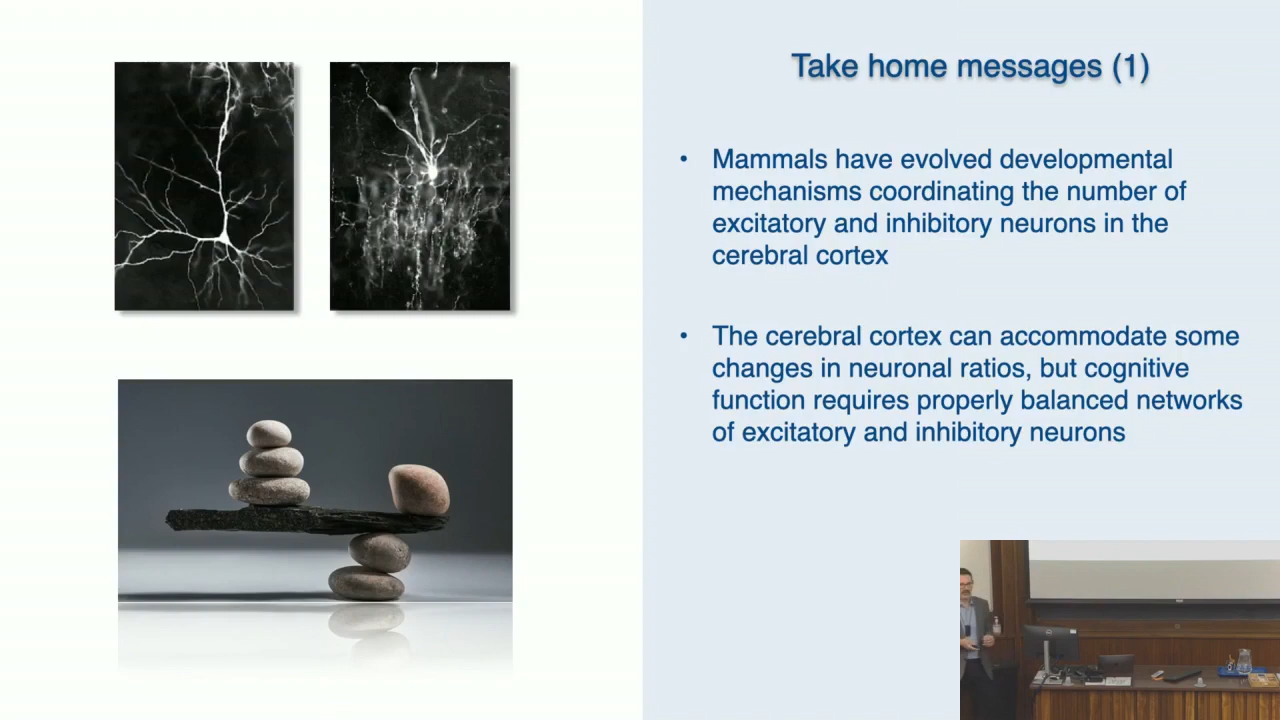 Take home messages (1)
• Mammals have evolved developmental
mechanisms coordinating the number of
excitatory and inhibitory neurons in the
cerebral cortex
• The cerebral cortex can accommodate some
changes in neuronal ratios, but cognitive
function requires properly balanced networks
of excitatory and inhibitory neurons